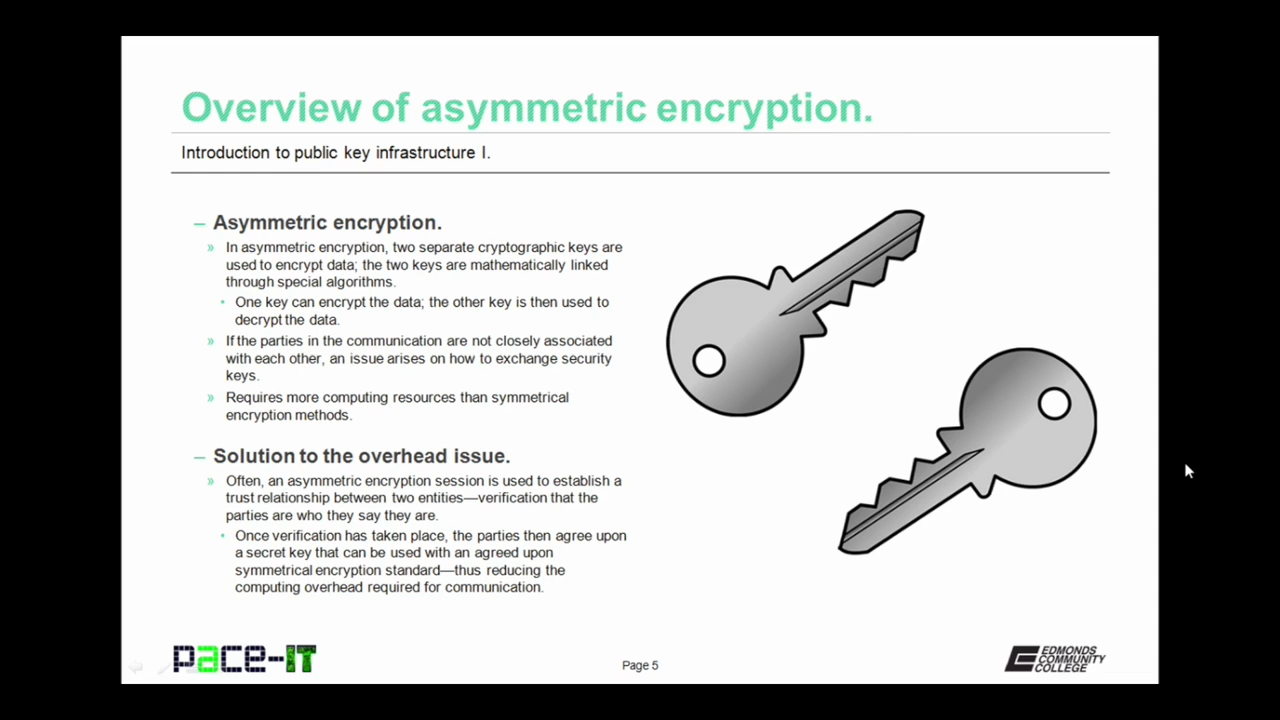 Overview of asymmetric encryption.
Introduction to public key infrastructure I.
– Asymmetric encryption.
» In asymmetric encryption, two separate cryptographic keys are
used to encrypt data; the two keys are mathematically linked
through special algorithms.
• One key can encrypt the data; the other key is then used to
decrypt the data.
» If the parties in the communication are not closely associated
with each other, an issue arises on how to exchange security
keys.
» Requires more computing resources than symmetrical
encryption methods.
– Solution to the overhead issue.
» Often, an asymmetric encryption session is used to establish a
trust relationship between two entities—verification that the
parties are who they say they are.
• Once verification has taken place, the parties then agree upon
a secret key that can be used with an agreed upon
symmetrical encryption standard—thus reducing the
computing overhead required for communication.
pace-IT
Page 5
EDMONDS
COMMUNITY
COLLEGE